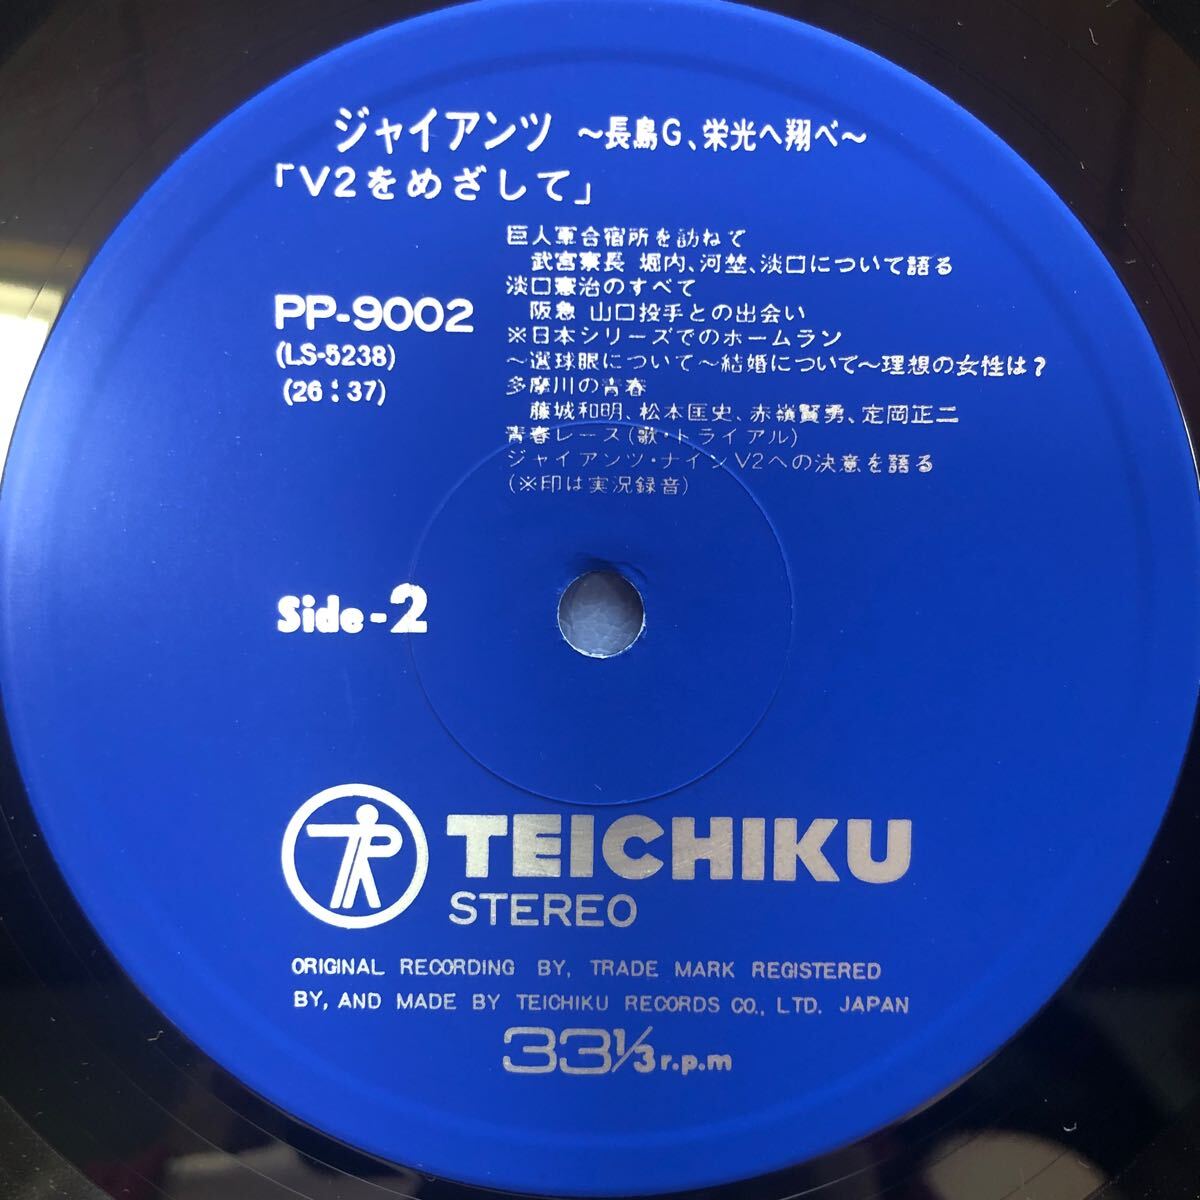 ジャイアンツ ～長島G、栄光へ翔べ～
「V2をめざして」
巨人軍合宿所を訪ねて
武宮寮長 堀内、河埜、淡口について語る
淡口憲治のすべて
阪急 山口投手との出会い
※日本シリーズでのホームラン
～選球眼について～結婚について～理想の女性は？
多摩川の青春
藤城和明、松本匡史、赤嶺賢勇、定岡正二
青春レース(歌・トライアル)
ジャイアンツ・ナインV2への決意を語る
(※印は実況録音)
PP-9002
(LS-5238)
(26:37)
Side-2
TEICHIKU
STEREO
ORIGINAL RECORDING BY, TRADE MARK REGISTERED
BY, AND MADE BY TEICHIKU RECORDS CO., LTD. JAPAN
33 1/3 r.p.m